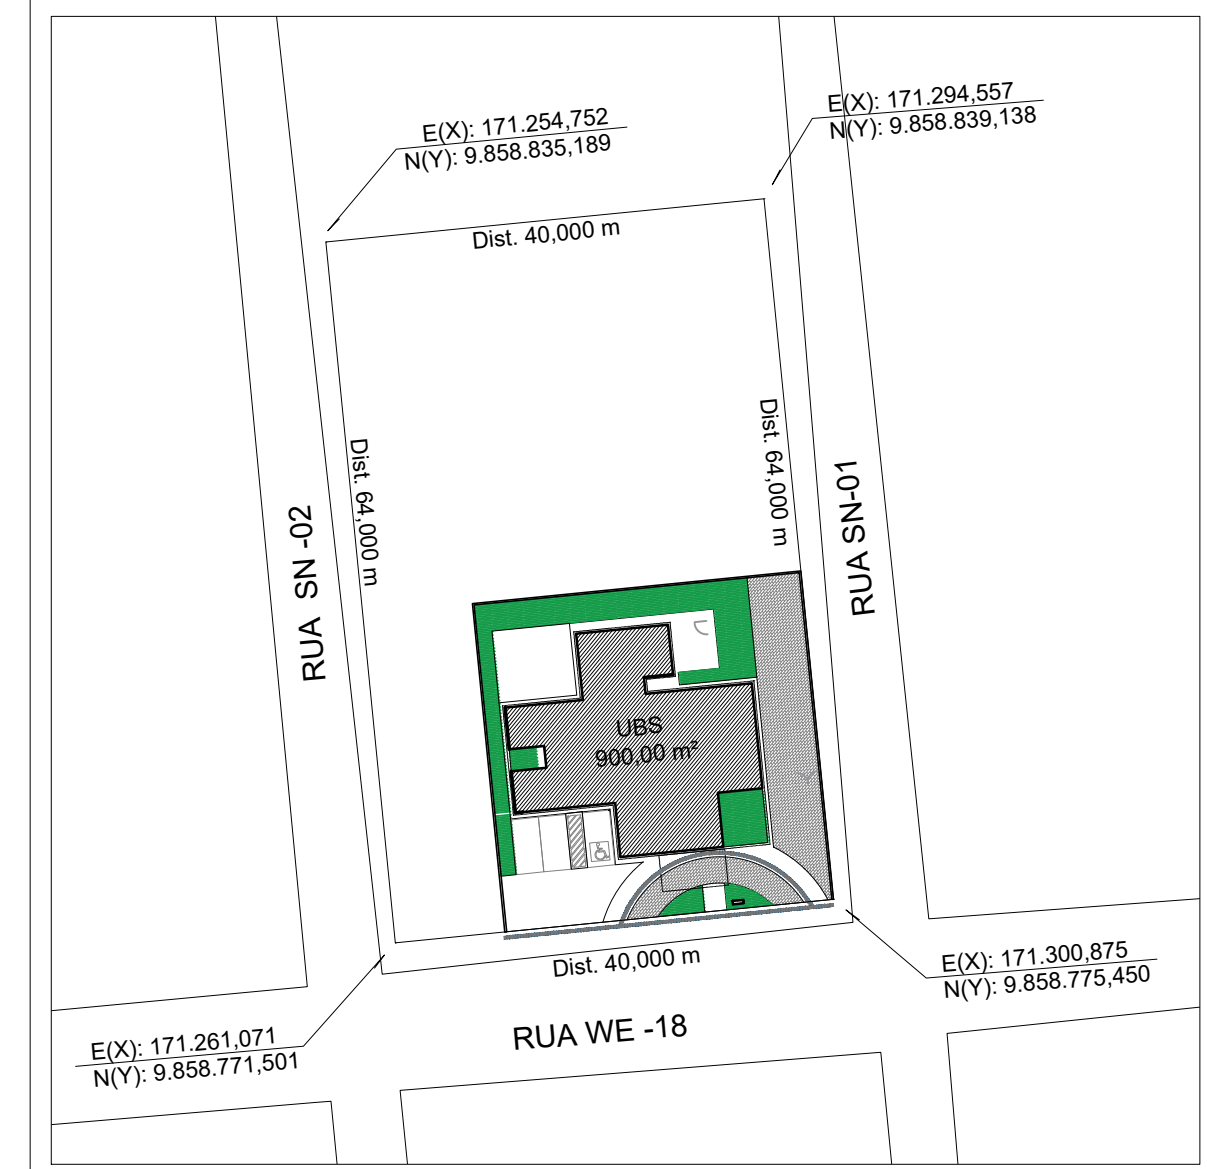 E(X): 171.294,557
N(Y): 9.858.839,138
E(X): 171.254,752
N(Y): 9.858.835,189
Dist. 40,000 m
Dist. 64,000 m
Dist. 64,000 m
RUA SN -02
RUA SN-01
UBS
900,00 m²
Dist. 40,000 m
E(X): 171.300,875
N(Y): 9.858.775,450
RUA WE -18
E(X): 171.261,071
N(Y): 9.858.771,501